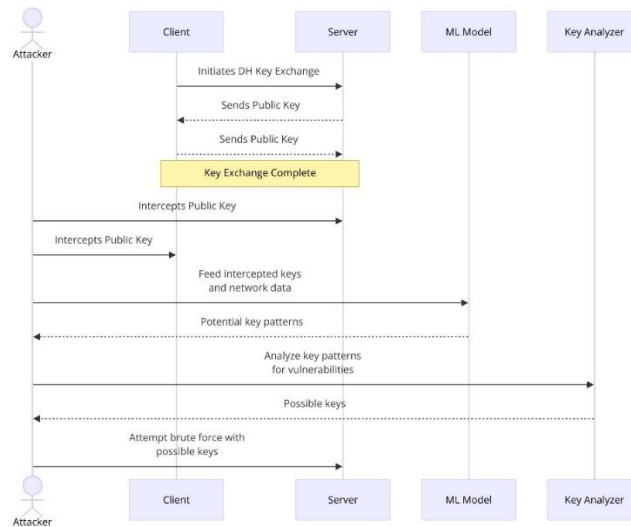 Client
Server
ML Model
Key Analyzer
Attacker
Initiates DH Key Exchange
Sends Public Key
Sends Public Key
Key Exchange Complete
Intercepts Public Key
Intercepts Public Key
Feed intercepted keys
and network data
Potential key patterns
Analyze key patterns
for vulnerabilities
Possible keys
Attempt brute force with
possible keys
Client
Server
ML Model
Key Analyzer
Attacker